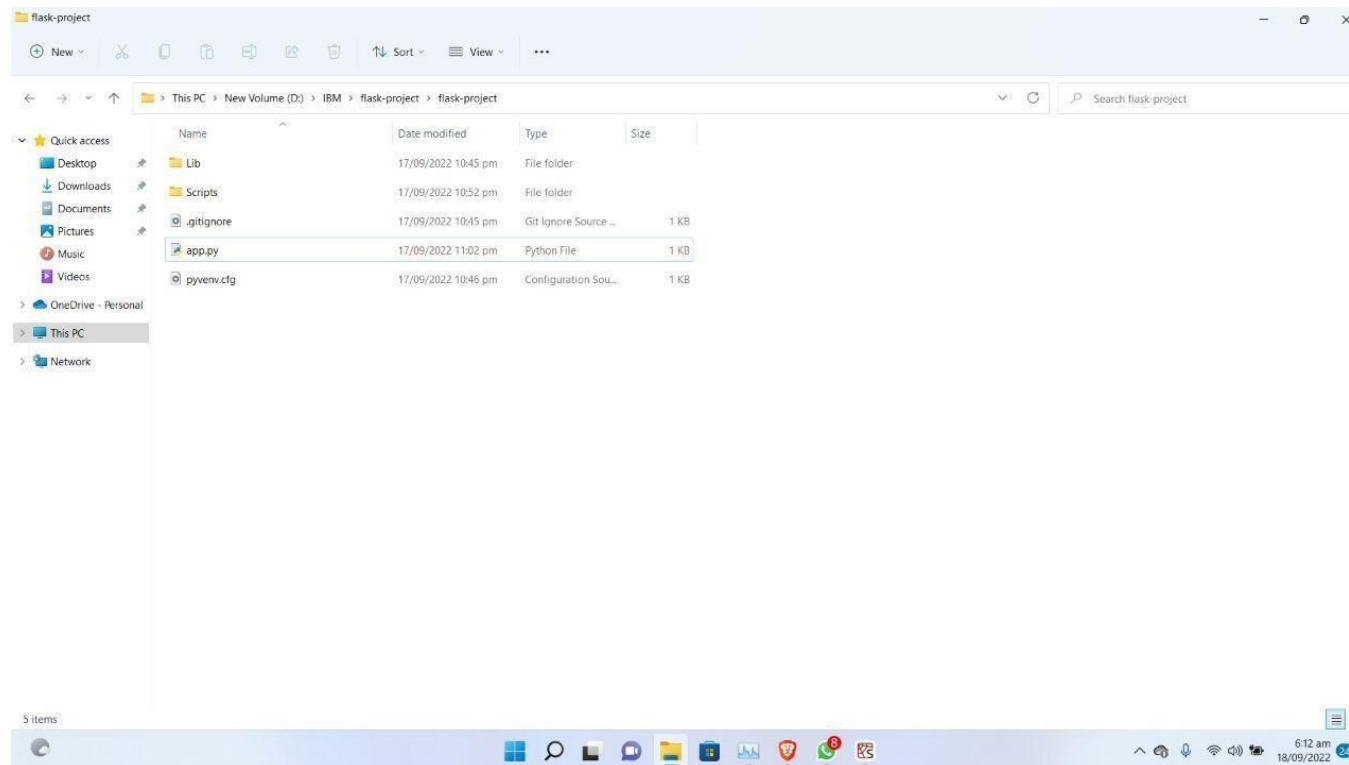 flask-project
New
Sort
View
This PC > New Volume (D:) > IBM > flask-project > flask-project
Search flask-project
Name Date modified Type Size
Quick access
Desktop
Downloads
Documents
Pictures
Music
Videos
OneDrive - Personal
This PC
Network
Lib 17/09/2022 10:45 pm File folder
Scripts 17/09/2022 10:52 pm File folder
.gitignore 17/09/2022 10:45 pm Git Ignore Source ... 1 KB
app.py 17/09/2022 11:02 pm Python File 1 KB
pyvenv.cfg 17/09/2022 10:46 pm Configuration Sou... 1 KB
5 items
8
6:12 am
18/09/2022
24